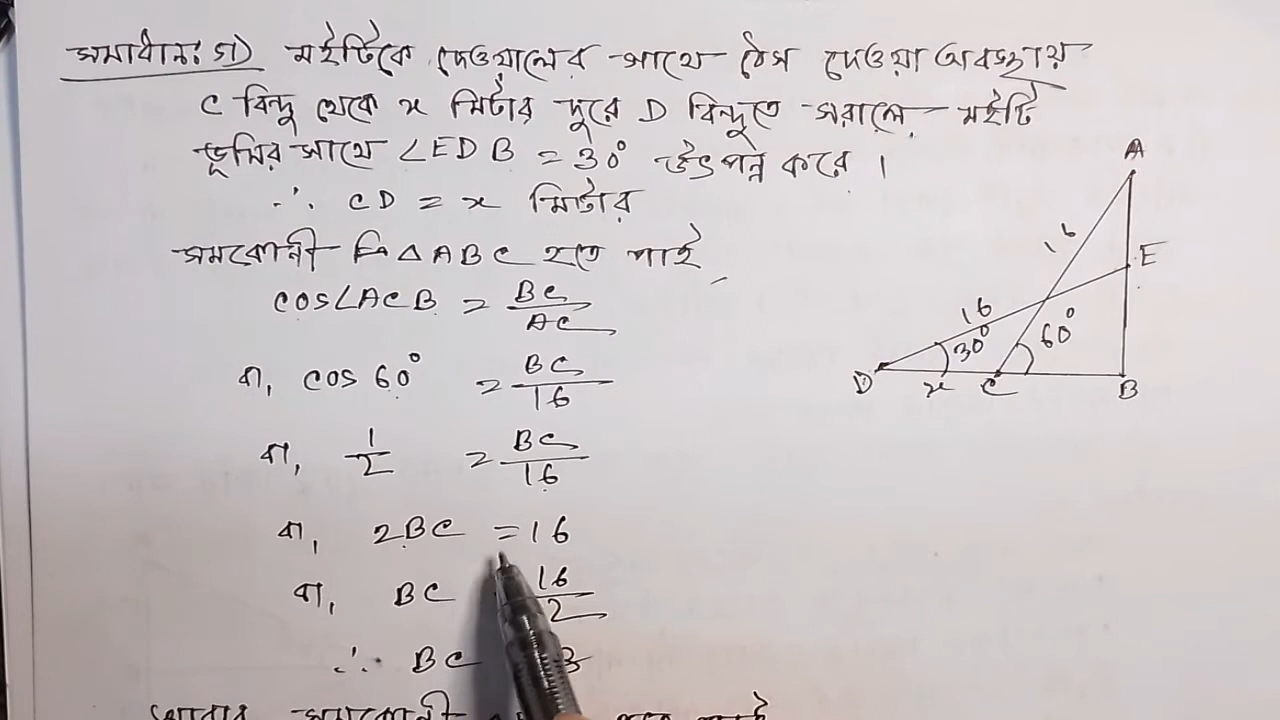 সমাধান: গ) মইটিকে দেওয়ালের সাথে ঠেস দেওয়া অবস্থায়
C বিন্দু থেকে x মিটার দুরে D বিন্দুতে সরালে মইটি
ভূমির সাথে ∠EDB = 30° উৎপন্ন করে ।
∴ CD = x মিটার
সমকোণী Δ ABC হতে পাই,
cos∠ACB = BC/AC
বা, cos 60° = BC/16
বা, 1/2 = BC/16
বা, 2BC = 16
বা, BC 16/2
∴ BC
A
E
16
16
30°
60°
D x C B